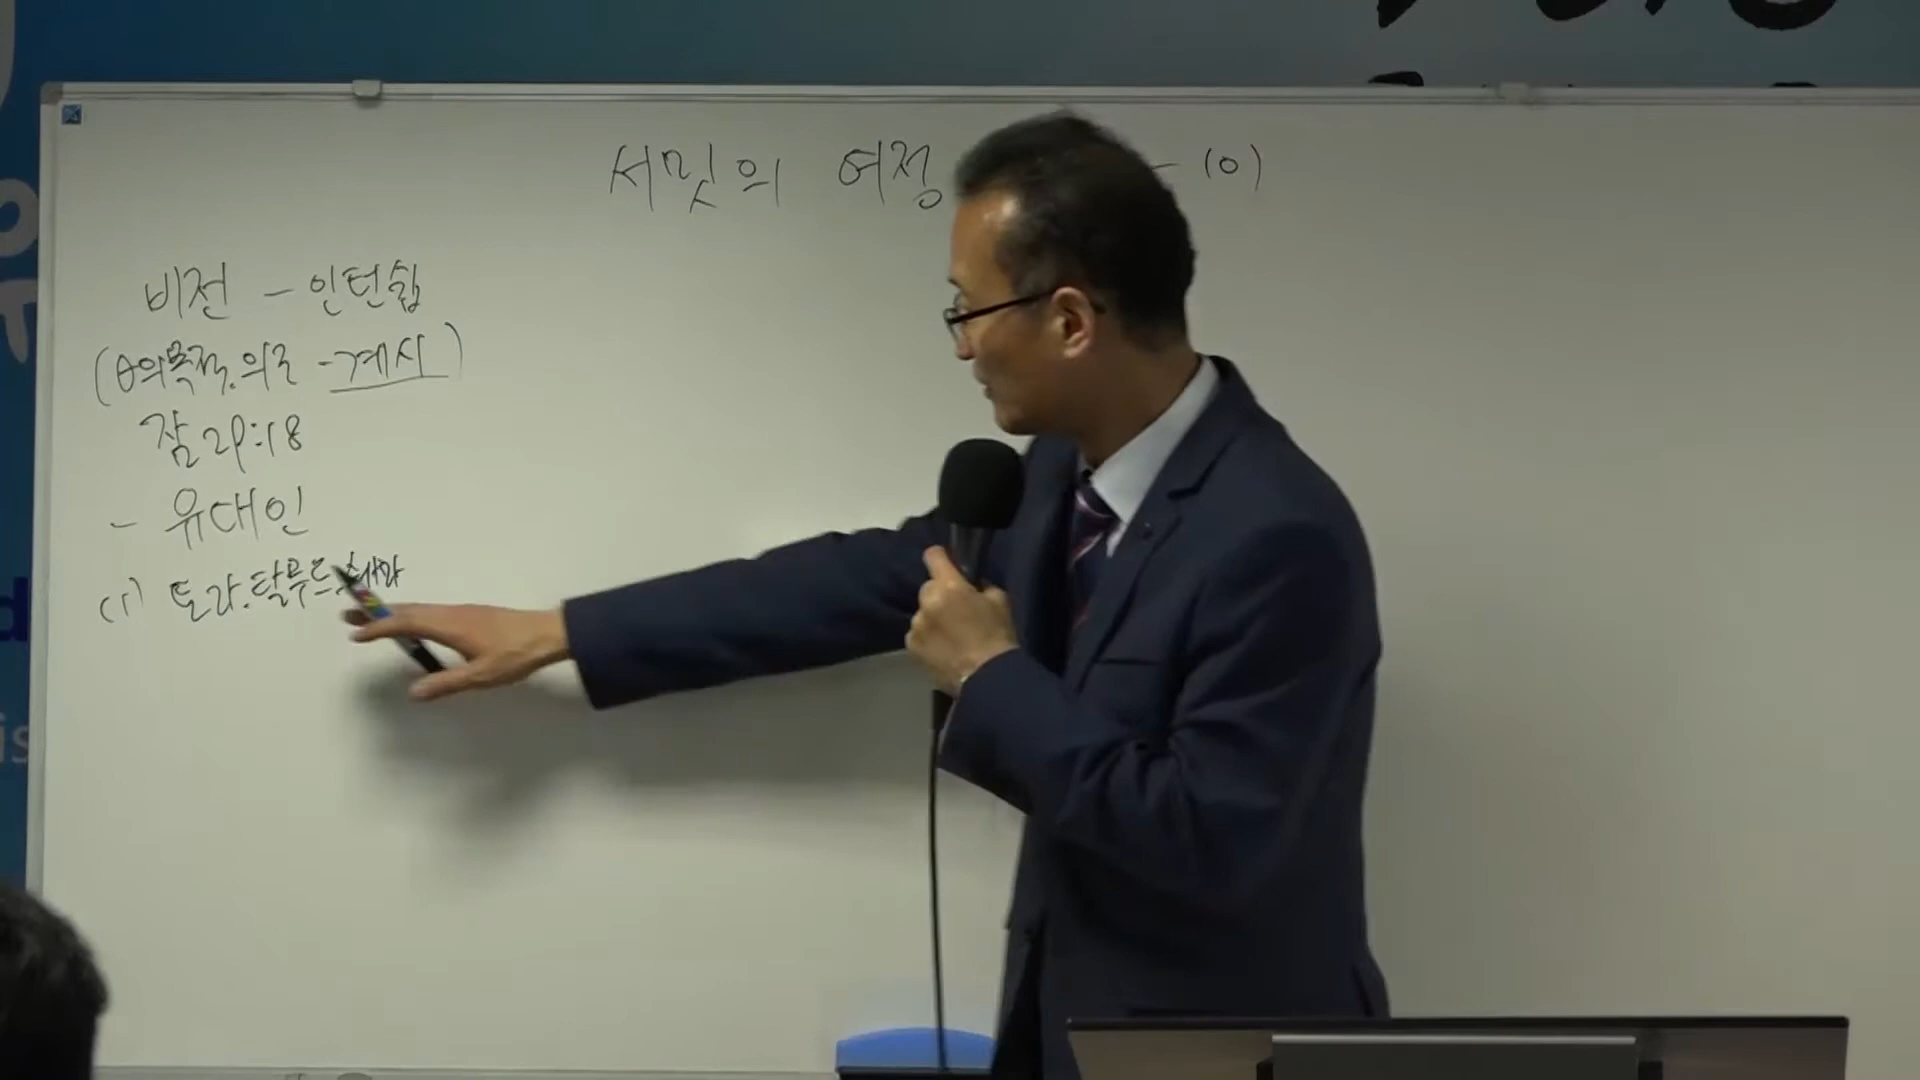 서밋의 여정 - (0)
비전 - 인턴쉽
(θ의 목적. 의도 - 계시)
잠 29:18
- 유대인
(1) 토라. 탈무드
d
is